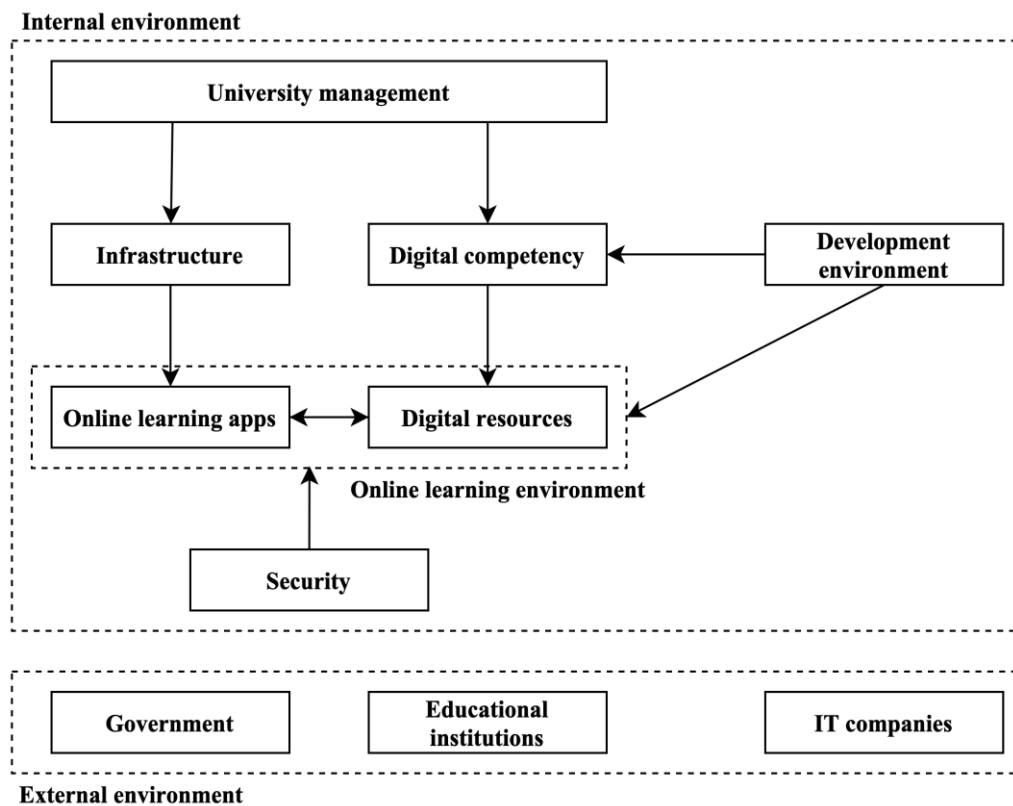 Internal environment
University management
Infrastructure
Digital competency
Development
environment
Online learning apps
Digital resources
Online learning environment
Security
Government
Educational
institutions
IT companies
External environment